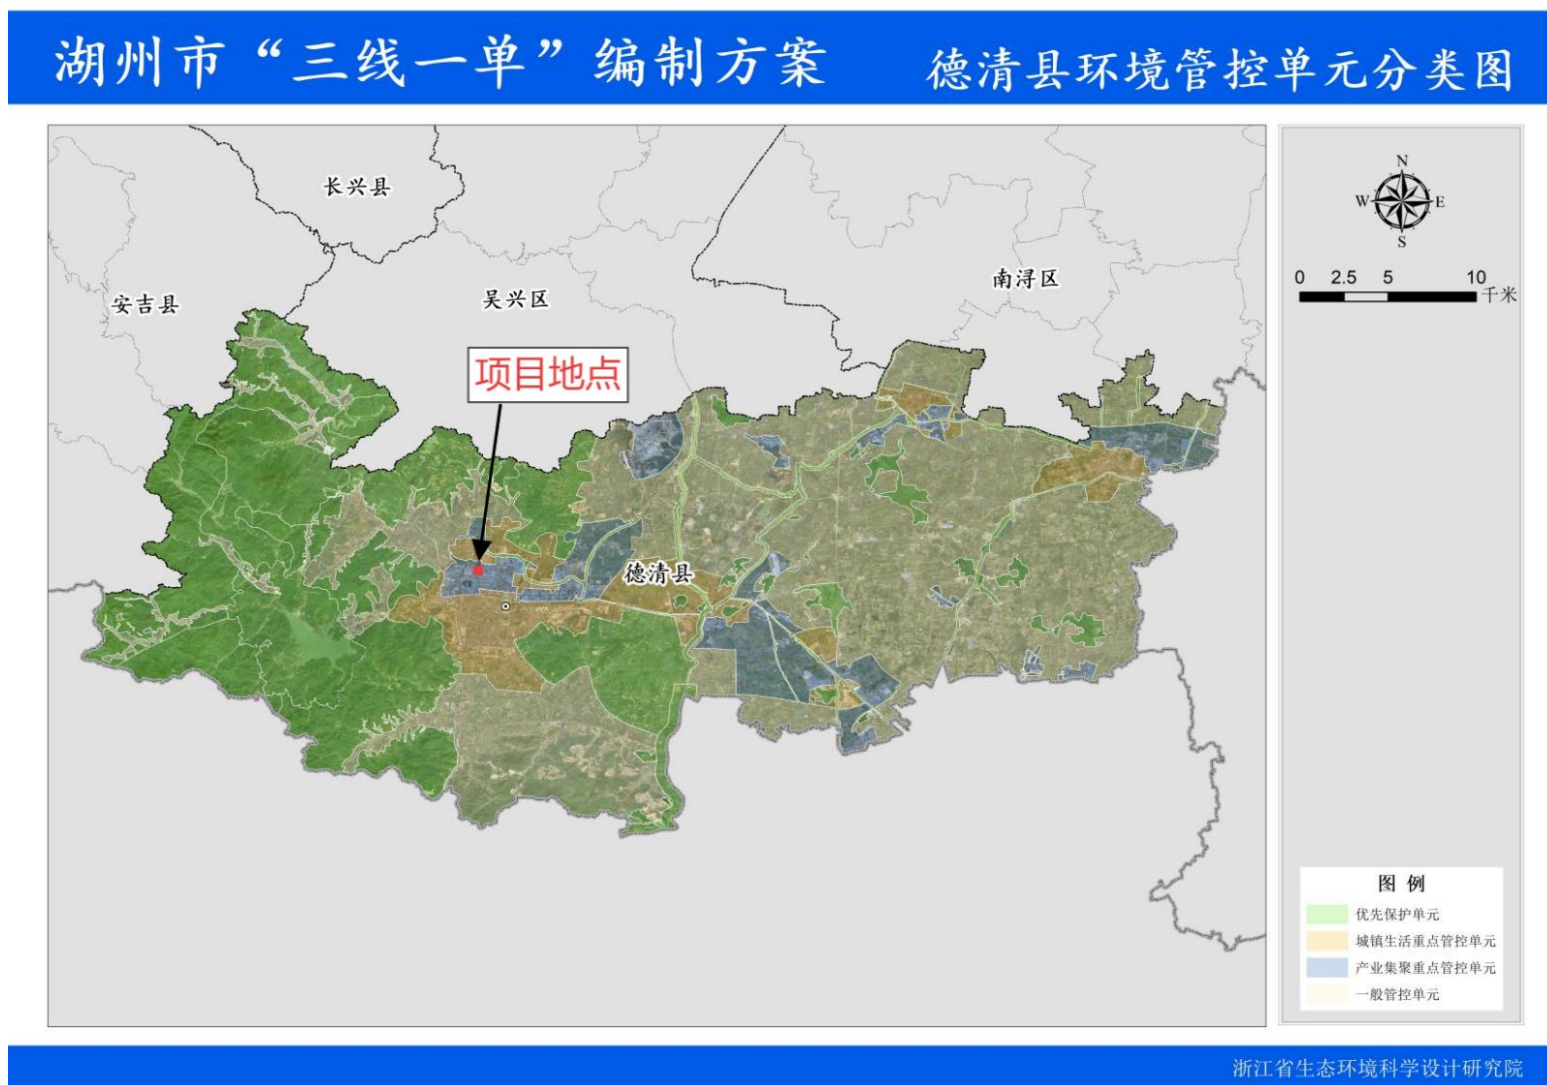 湖州市“三线一单”编制方案 德清县环境管控单元分类图
长兴县
安吉县
吴兴区
南浔区
项目地点
德清县
N
W E
S
0 2.5 5 10 千米
图 例
优先保护单元
城镇生活重点管控单元
产业集聚重点管控单元
一般管控单元
浙江省生态环境科学设计研究院